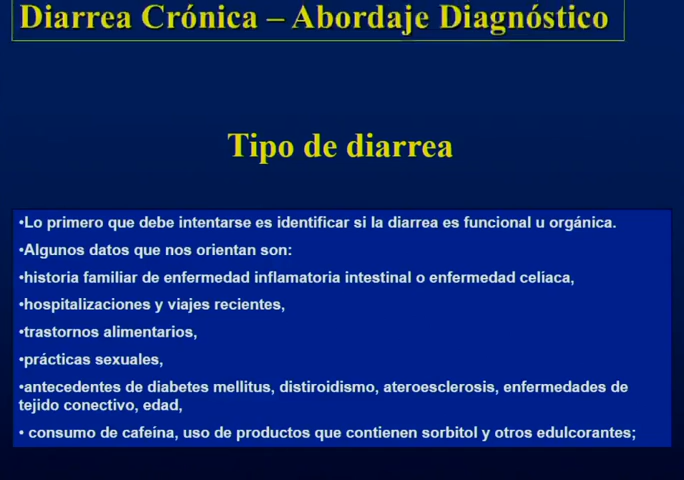 Diarrea Crónica – Abordaje Diagnóstico
Tipo de diarrea
•Lo primero que debe intentarse es identificar si la diarrea es funcional u orgánica.
•Algunos datos que nos orientan son:
•historia familiar de enfermedad inflamatoria intestinal o enfermedad celíaca,
•hospitalizaciones y viajes recientes,
•trastornos alimentarios,
•prácticas sexuales,
•antecedentes de diabetes mellitus, distiroidismo, ateroesclerosis, enfermedades de
tejido conectivo, edad,
• consumo de cafeína, uso de productos que contienen sorbitol y otros edulcorantes;